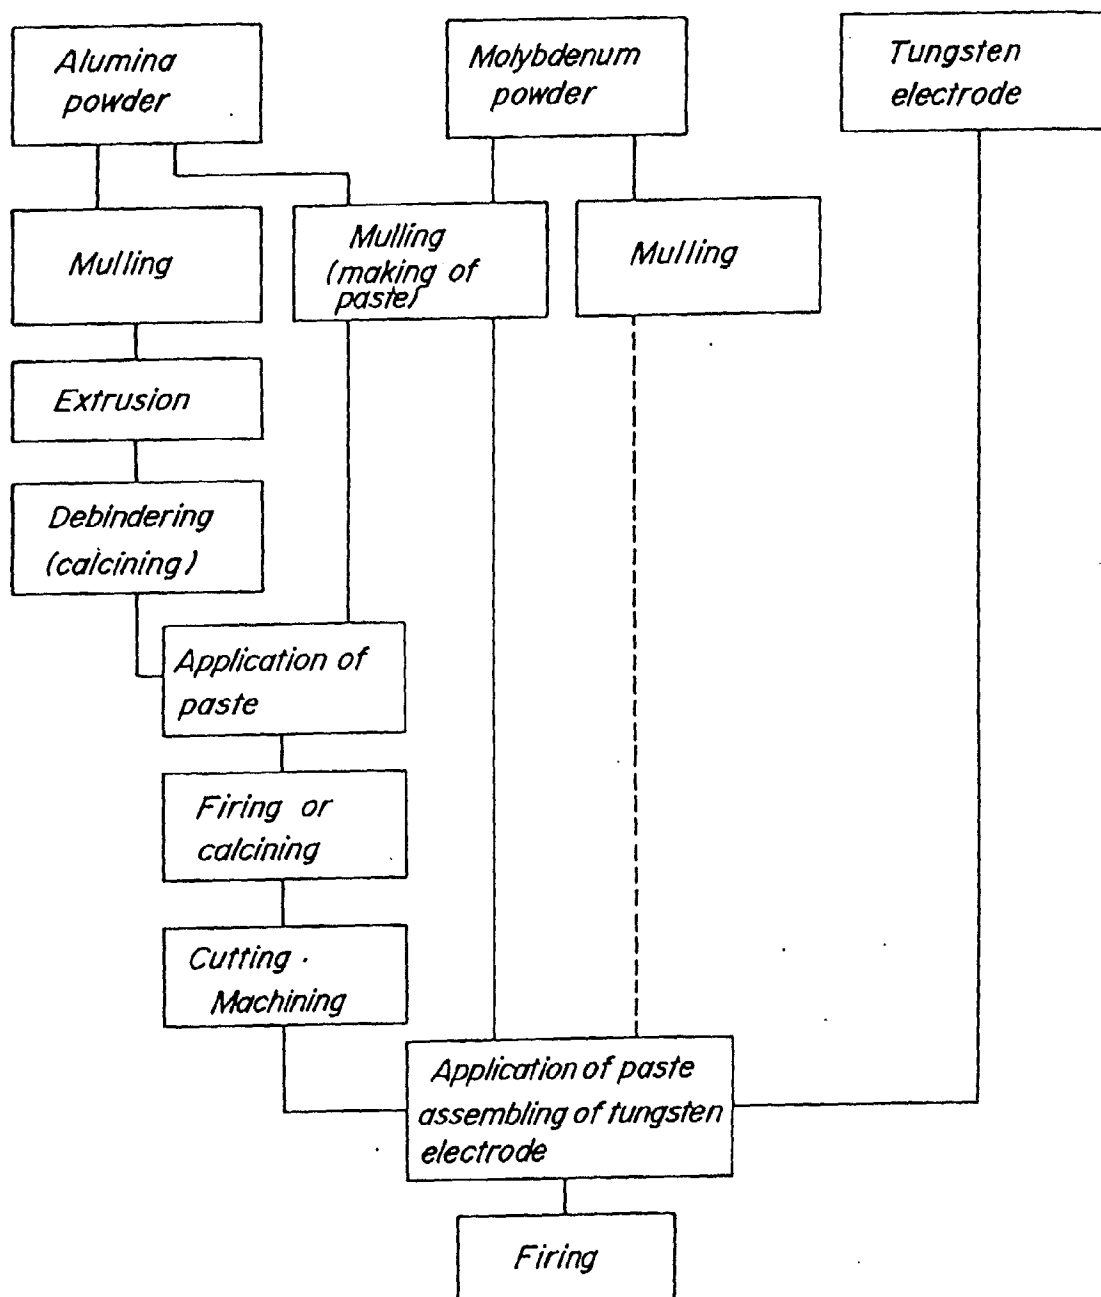 Alumina
powder
Molybdenum
powder
Tungsten
electrode
Mulling
Mulling
(making of
paste)
Mulling
Extrusion
Debindering
(calcining)
Application of
paste
Firing or
calcining
Cutting ·
Machining
Application of paste
assembling of tungsten
electrode
Firing